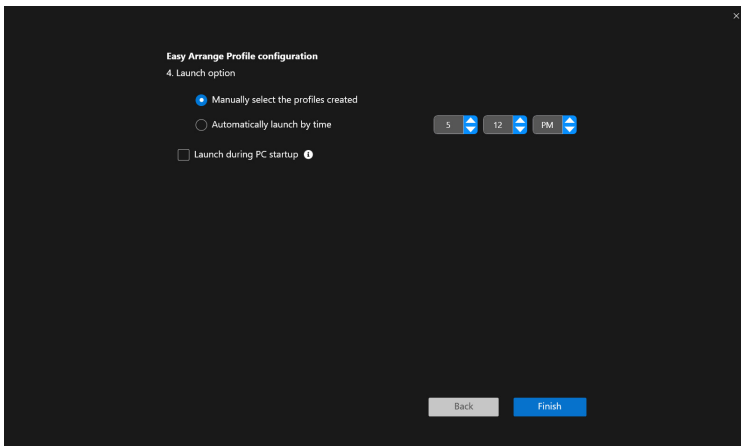 Easy Arrange Profile configuration
4. Launch option
Manually select the profiles created
Automatically launch by time 5 12 PM
Launch during PC startup
Back Finish